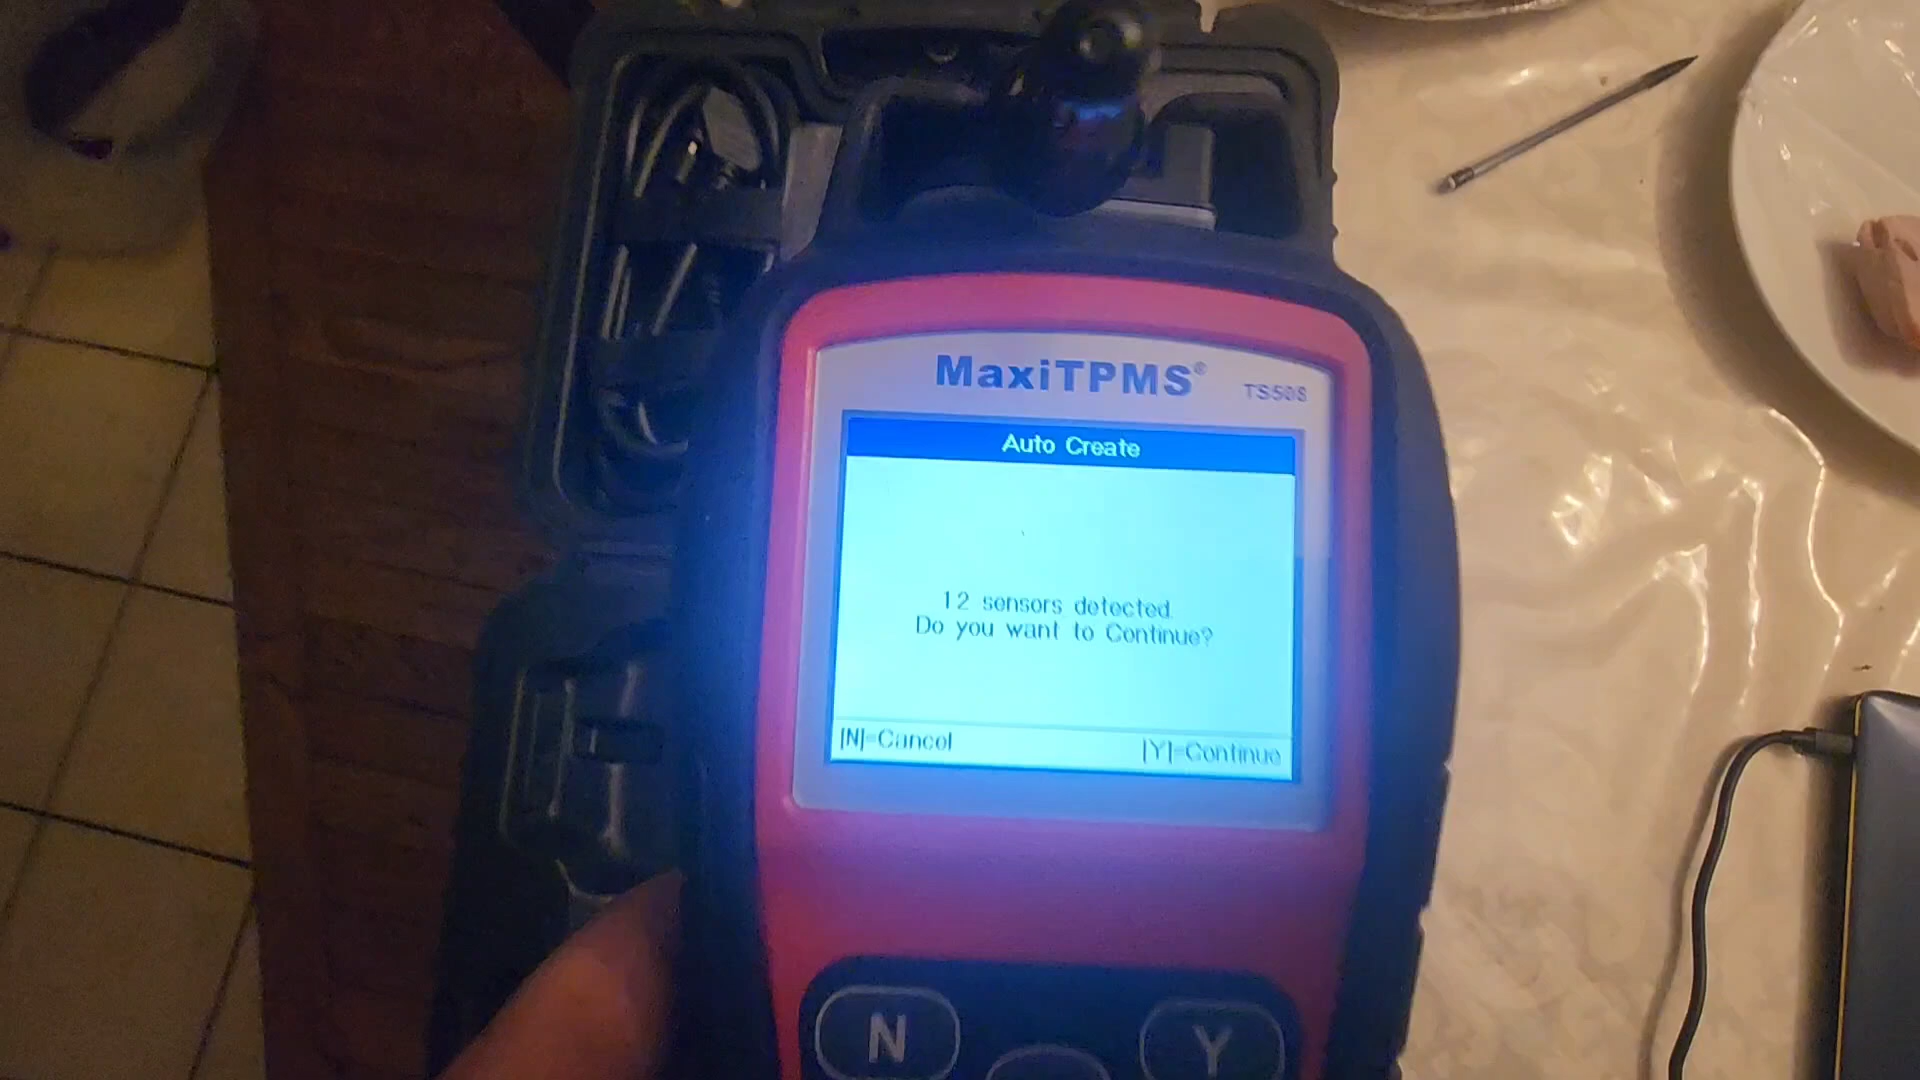 MaxiTPMS®
TS508
Auto Create
12 sensors detected.
Do you want to Continue?
[N]=Cancel
[Y]=Continue
N
Y